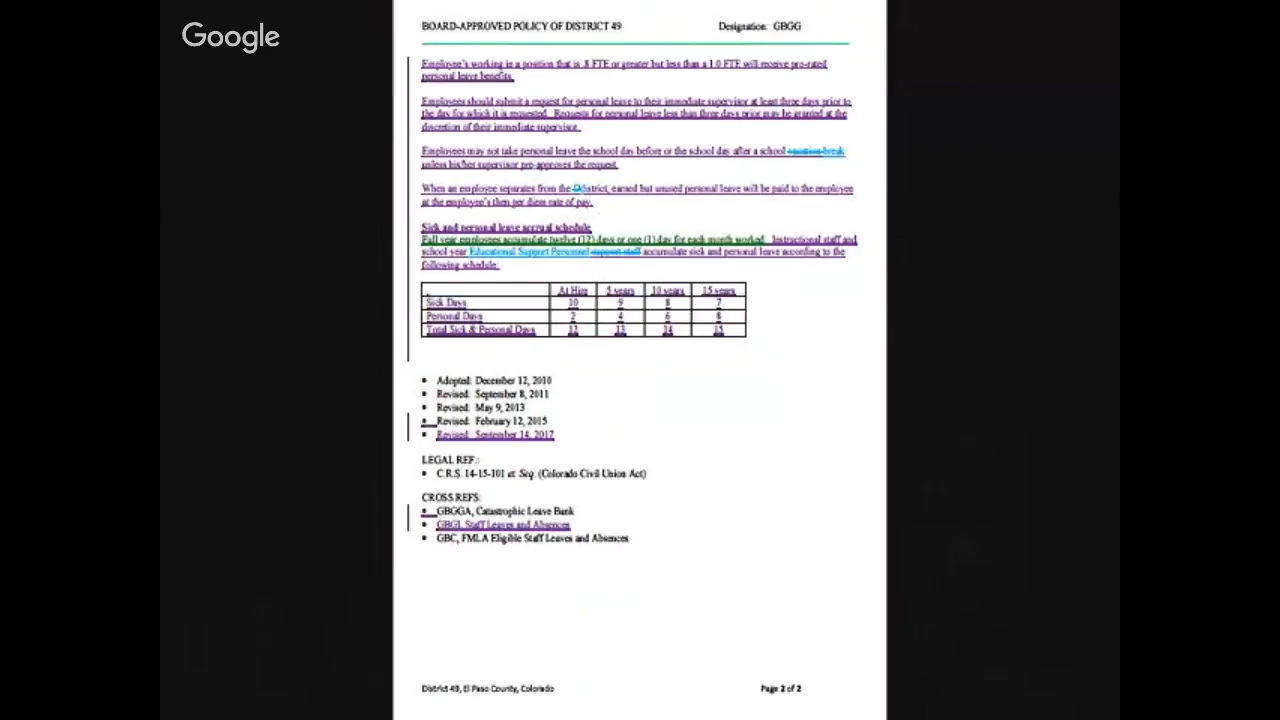 Google
BOARD-APPROVED POLICY OF DISTRICT 49 Designation: GBGG
Employee's working in a position that is .8 FTE or greater but less than a 1.0 FTE will receive pro-rated
personal leave benefits.
Employees should submit a request for personal leave to their immediate supervisor at least three days prior to
the day for which it is requested. Requests for personal leave less than three days prior may be granted at the
discretion of their immediate supervisor.
Employees may not take personal leave the school day before or the school day after a school vacation break
unless his/her supervisor pre-approves the request.
When an employee separates from the Ddistrict, earned but unused personal leave will be paid to the employee
at the employee's then per diem rate of pay.
Sick and personal leave accrual schedule
Full year employees accumulate twelve (12) days or one (1) day for each month worked. Instructional staff and
school year Educational Support Personnel support staff accumulate sick and personal leave according to the
following schedule:
At Hire 5 years 10 years 15 years
Sick Days 10 9 8 7
Personal Days 2 4 6 8
Total Sick & Personal Days 12 13 14 15
• Adopted: December 12, 2010
• Revised: September 8, 2011
• Revised: May 9, 2013
• Revised: February 12, 2015
• Revised: September 14, 2017
LEGAL REF.:
• C.R.S. 14-15-101 et. Seq. (Colorado Civil Union Act)
CROSS REFS:
• GBGGA, Catastrophic Leave Bank
• GBGI, Staff Leaves and Absences
• GBC, FMLA Eligible Staff Leaves and Absences
District 49, El Paso County, Colorado Page 2 of 2